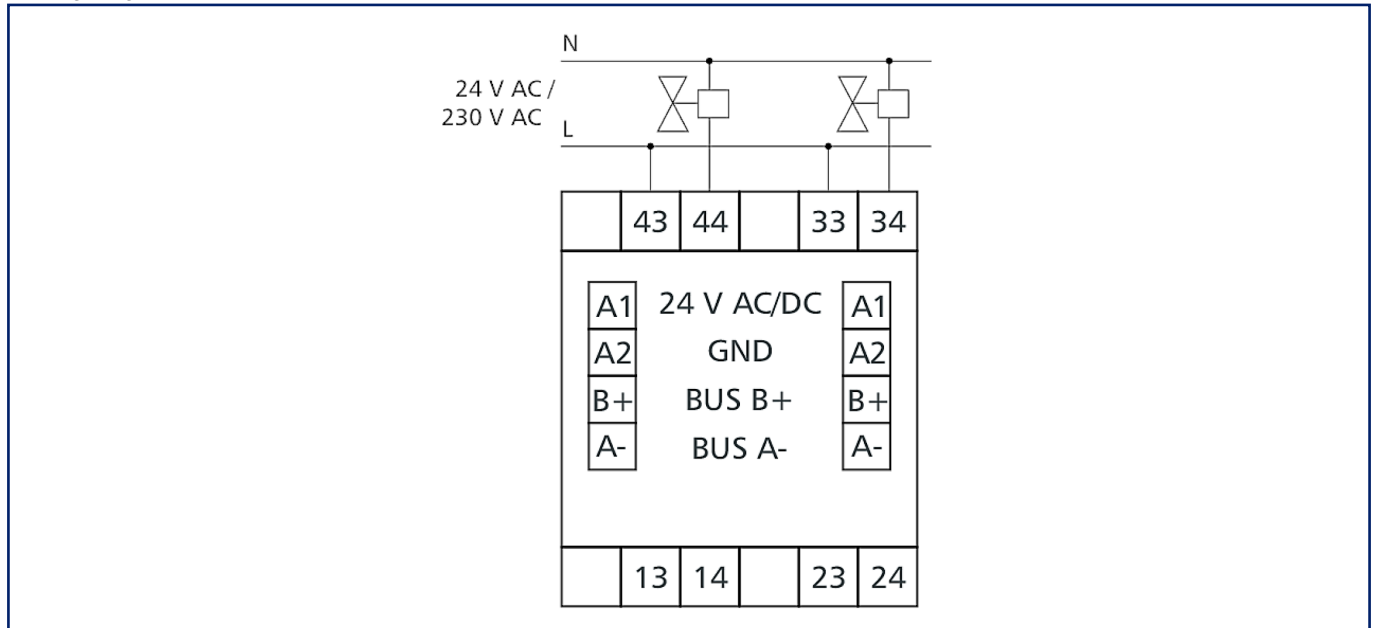 N
24 V AC /
230 V AC
L
43 44 33 34
A1 24 V AC/DC A1
A2 GND A2
B+ BUS B+ B+
A- BUS A- A-
13 14 23 24